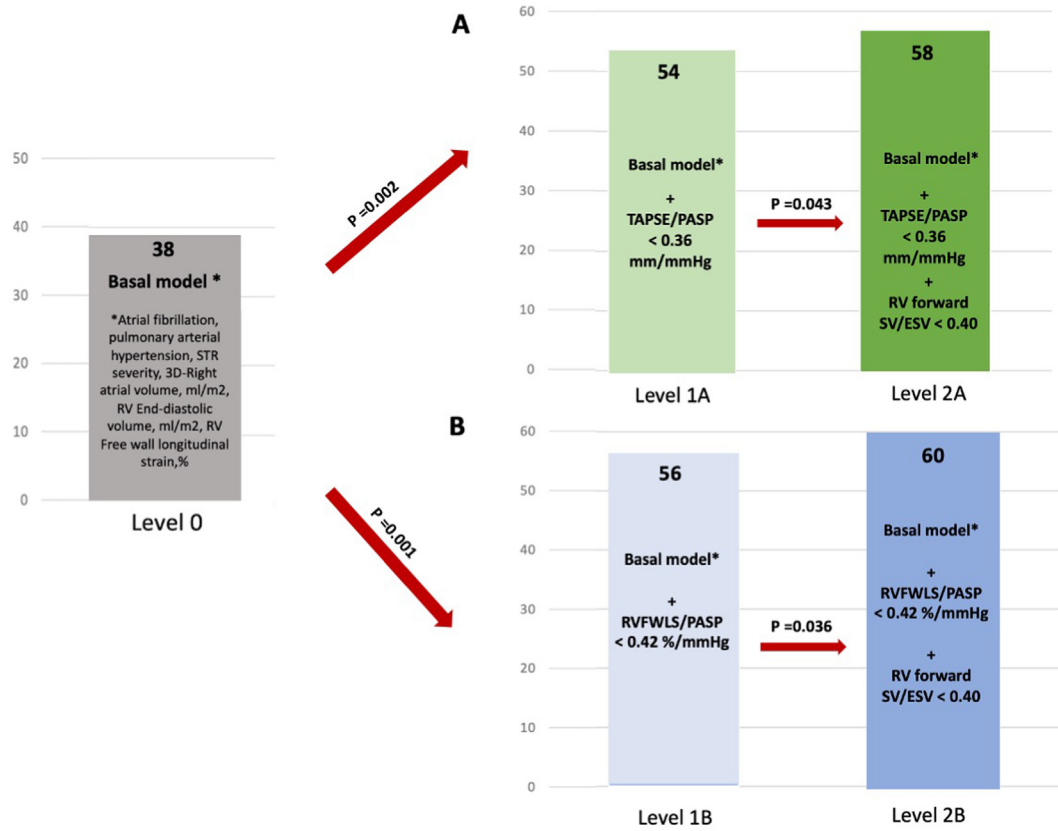 50
40
30
20
10
0
38
Basal model *
*Atrial fibrillation,
pulmonary arterial
hypertension, STR
severity, 3D-Right
atrial volume, ml/m2,
RV End-diastolic
volume, ml/m2, RV
Free wall longitudinal
strain,%
Level 0
P =0.002
P =0.001
A
60
50
40
30
20
10
0
54
Basal model*
+
TAPSE/PASP
< 0.36
mm/mmHg
Level 1A
P =0.043
58
Basal model*
+
TAPSE/PASP
< 0.36
mm/mmHg
+
RV forward
SV/ESV < 0.40
Level 2A
B
60
50
40
30
20
10
0
56
Basal model*
+
RVFWLS/PASP
< 0.42 %/mmHg
Level 1B
P =0.036
60
Basal model*
+
RVFWLS/PASP
< 0.42 %/mmHg
+
RV forward
SV/ESV < 0.40
Level 2B